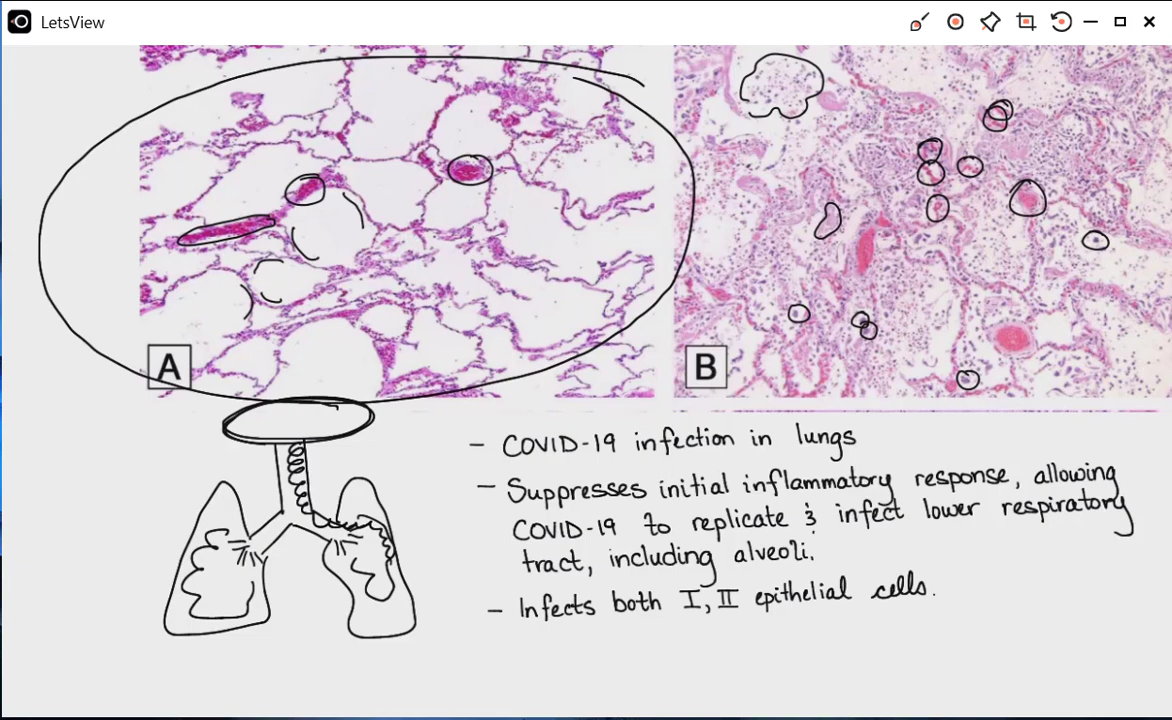 LetsView
A
B
- COVID-19 infection in lungs
- Suppresses initial inflammatory response, allowing
COVID-19 to replicate & infect lower respiratory
tract, including alveoli.
- Infects both I, II epithelial cells.